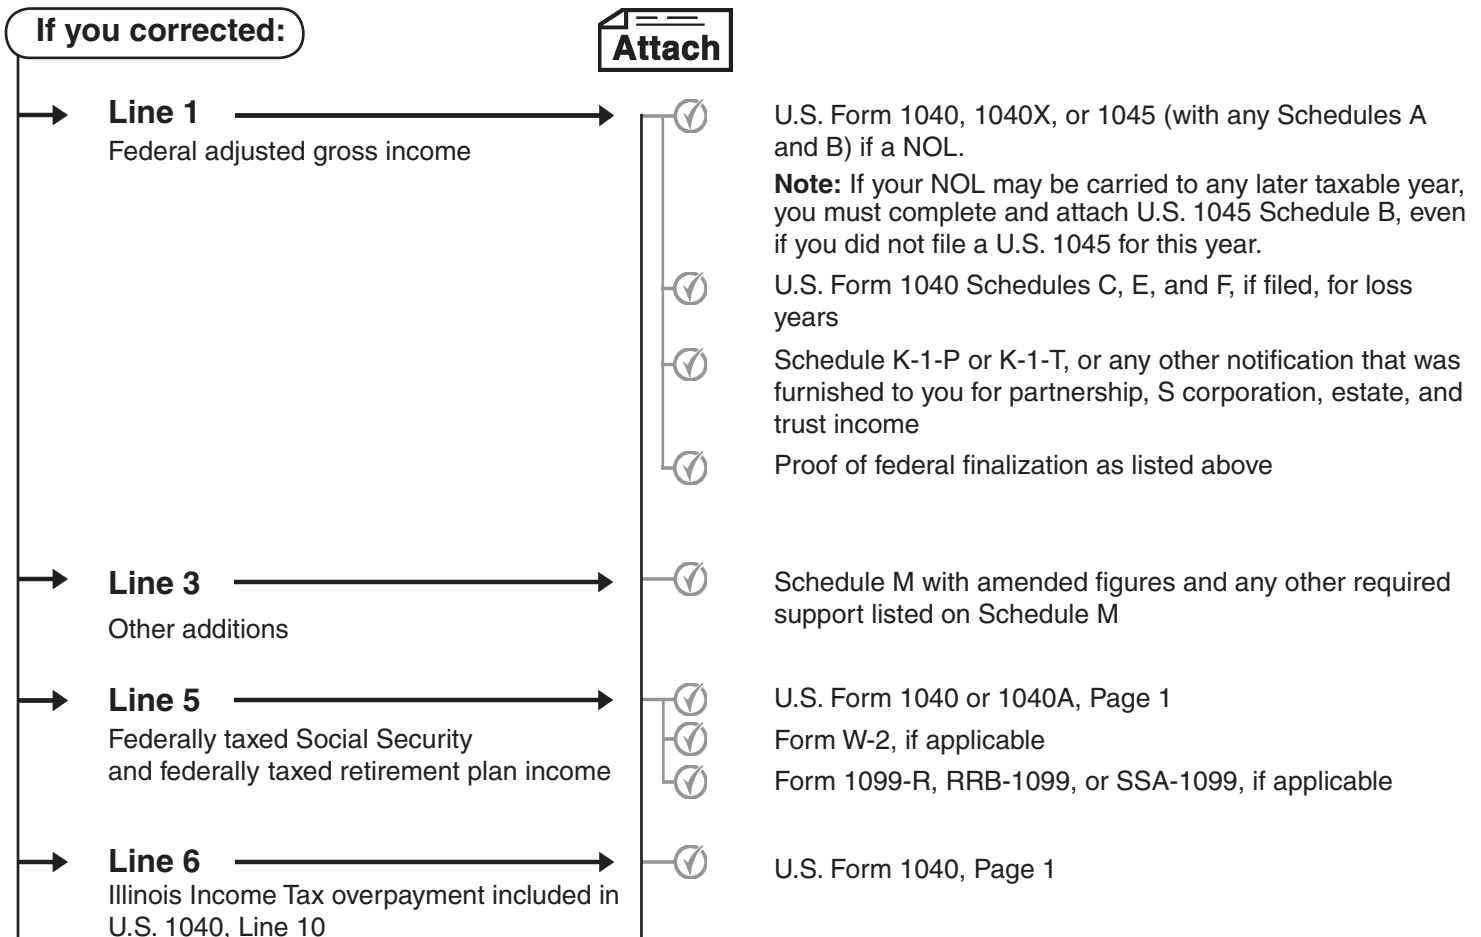 If you corrected:
Attach
Line 1
Federal adjusted gross income
U.S. Form 1040, 1040X, or 1045 (with any Schedules A
and B) if a NOL.
Note: If your NOL may be carried to any later taxable year,
you must complete and attach U.S. 1045 Schedule B, even
if you did not file a U.S. 1045 for this year.
U.S. Form 1040 Schedules C, E, and F, if filed, for loss
years
Schedule K-1-P or K-1-T, or any other notification that was
furnished to you for partnership, S corporation, estate, and
trust income
Proof of federal finalization as listed above
Line 3
Other additions
Schedule M with amended figures and any other required
support listed on Schedule M
Line 5
Federally taxed Social Security
and federally taxed retirement plan income
U.S. Form 1040 or 1040A, Page 1
Form W-2, if applicable
Form 1099-R, RRB-1099, or SSA-1099, if applicable
Line 6
Illinois Income Tax overpayment included in
U.S. 1040, Line 10
U.S. Form 1040, Page 1